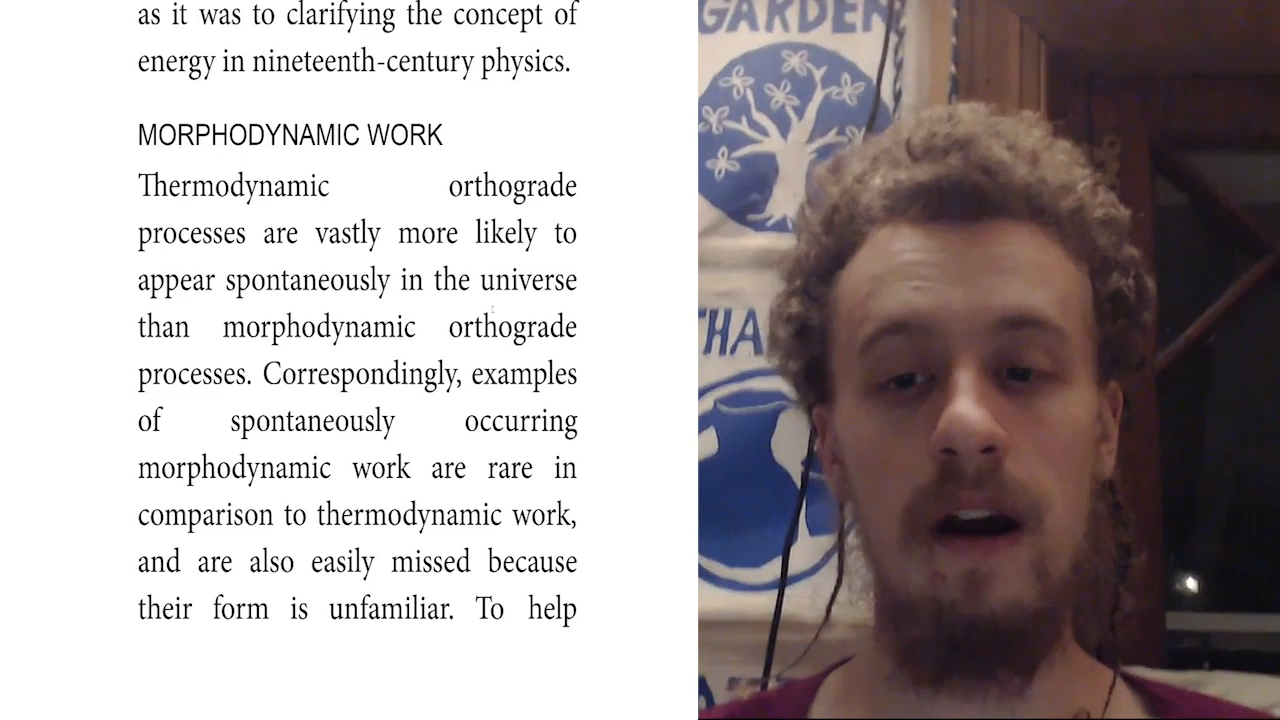 as it was to clarifying the concept of
energy in nineteenth-century physics.
MORPHODYNAMIC WORK
Thermodynamic orthograde
processes are vastly more likely to
appear spontaneously in the universe
than morphodynamic orthograde
processes. Correspondingly, examples
of spontaneously occurring
morphodynamic work are rare in
comparison to thermodynamic work,
and are also easily missed because
their form is unfamiliar. To help
GARDEN
THA